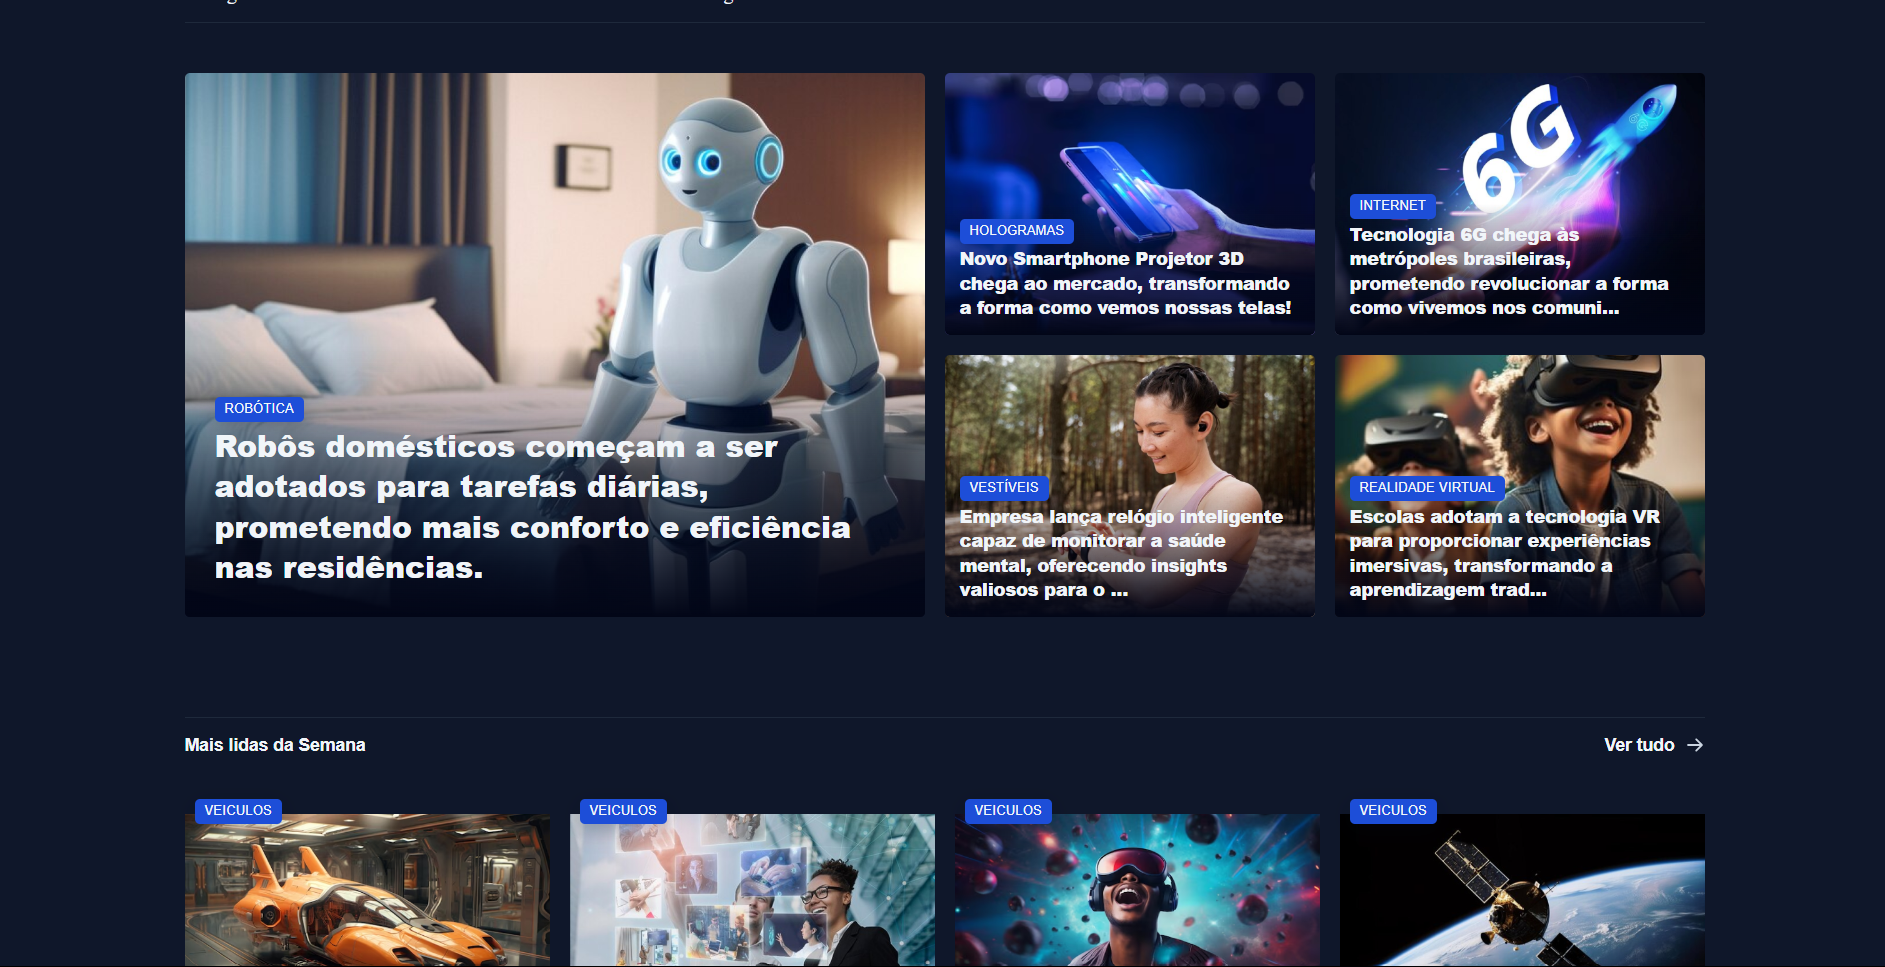 ROBÓTICA
Robôs domésticos começam a ser
adotados para tarefas diárias,
prometendo mais conforto e eficiência
nas residências.
HOLOGRAMAS
Novo Smartphone Projetor 3D
chega ao mercado, transformando
a forma como vemos nossas telas!
6G
INTERNET
Tecnologia 6G chega às
metrópoles brasileiras,
prometendo revolucionar a forma
como vivemos nos comuni...
VESTÍVEIS
Empresa lança relógio inteligente
capaz de monitorar a saúde
mental, oferecendo insights
valiosos para o ...
REALIDADE VIRTUAL
Escolas adotam a tecnologia VR
para proporcionar experiências
imersivas, transformando a
aprendizagem trad...
Mais lidas da Semana
Ver tudo →
VEICULOS
VEICULOS
VEICULOS
VEICULOS